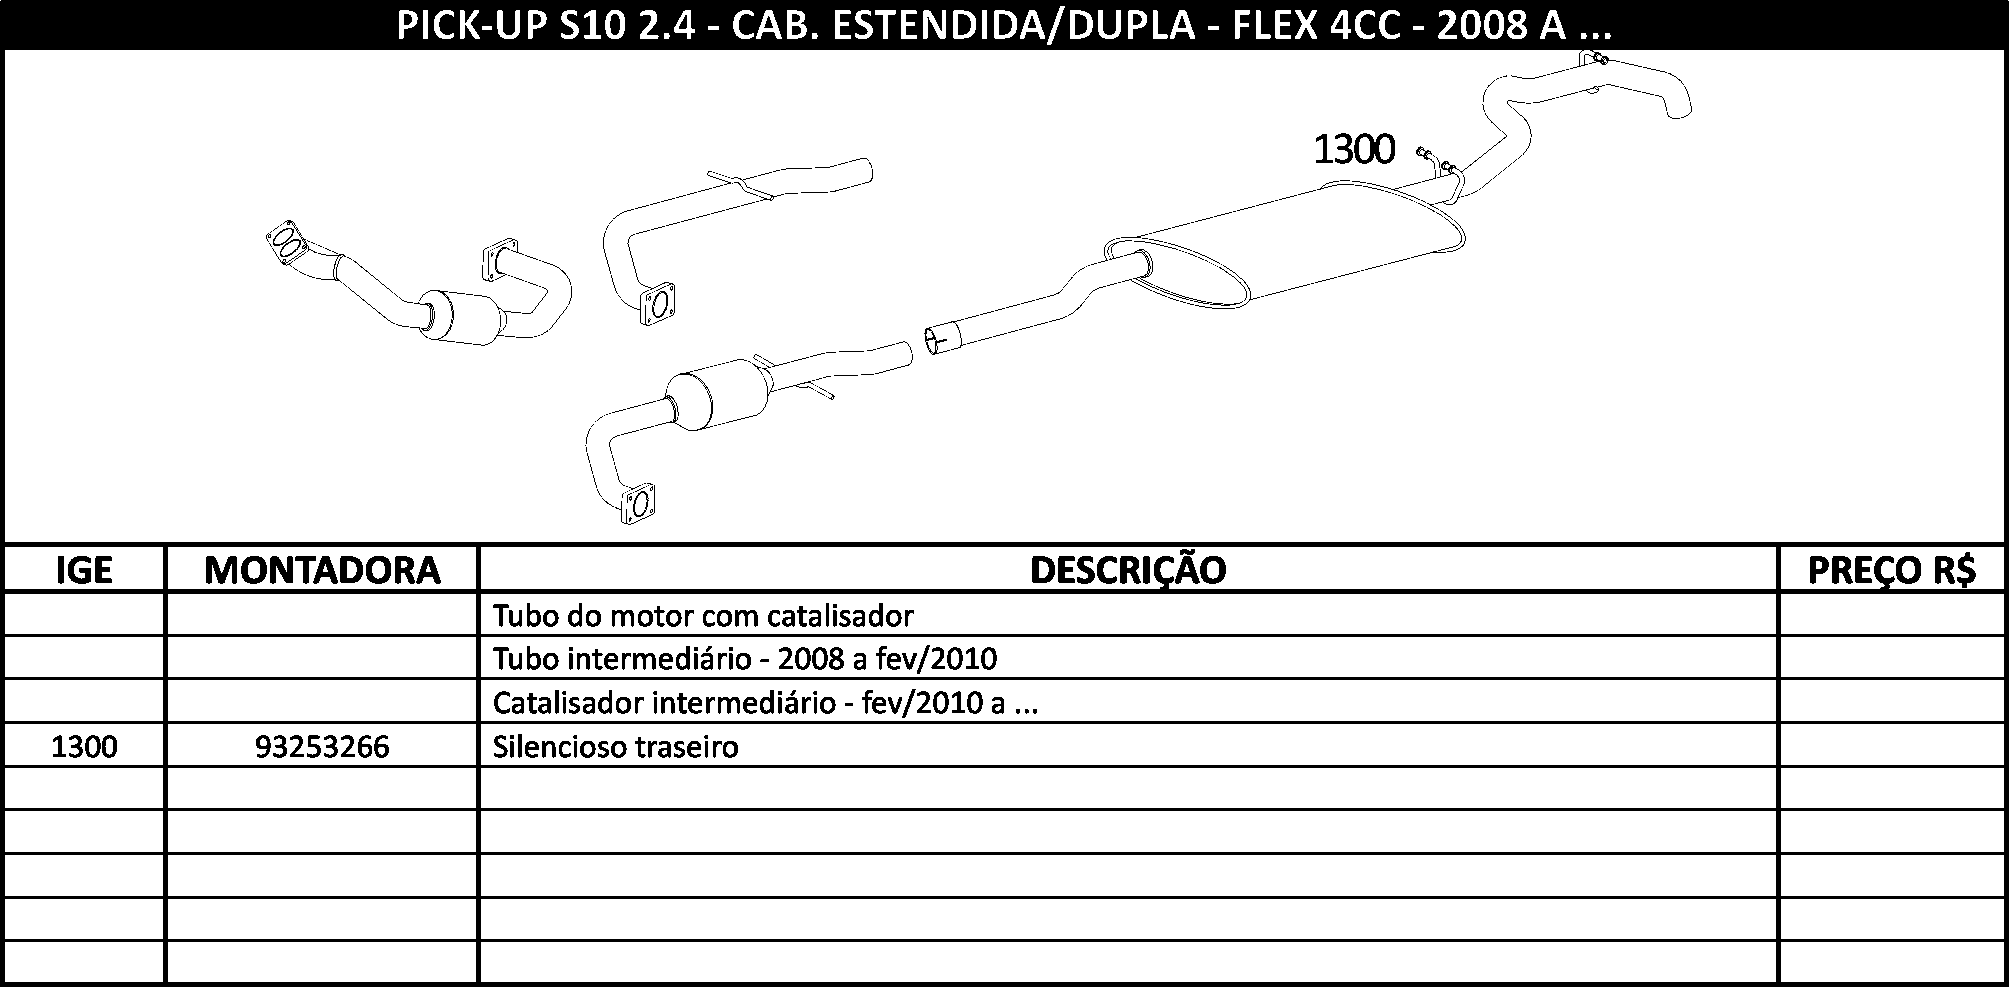 PICK-UP S10 2.4 - CAB. ESTENDIDA/DUPLA - FLEX 4CC - 2008 A ...
1300
IGE MONTADORA DESCRIÇÃO PREÇO R$
Tubo do motor com catalisador
Tubo intermediário - 2008 a fev/2010
Catalisador intermediário - fev/2010 a ...
1300 93253266 Silencioso traseiro